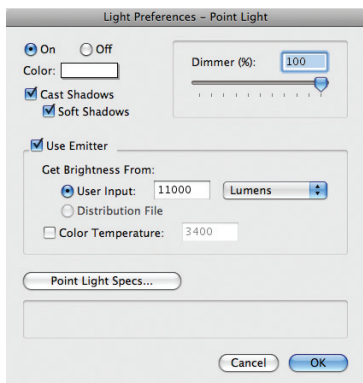 Light Preferences – Point Light
On Off
Color:
Dimmer (%): 100
Cast Shadows
Soft Shadows
Use Emitter
Get Brightness From:
User Input: 11000 Lumens
Distribution File
Color Temperature: 3400
Point Light Specs...
Cancel OK